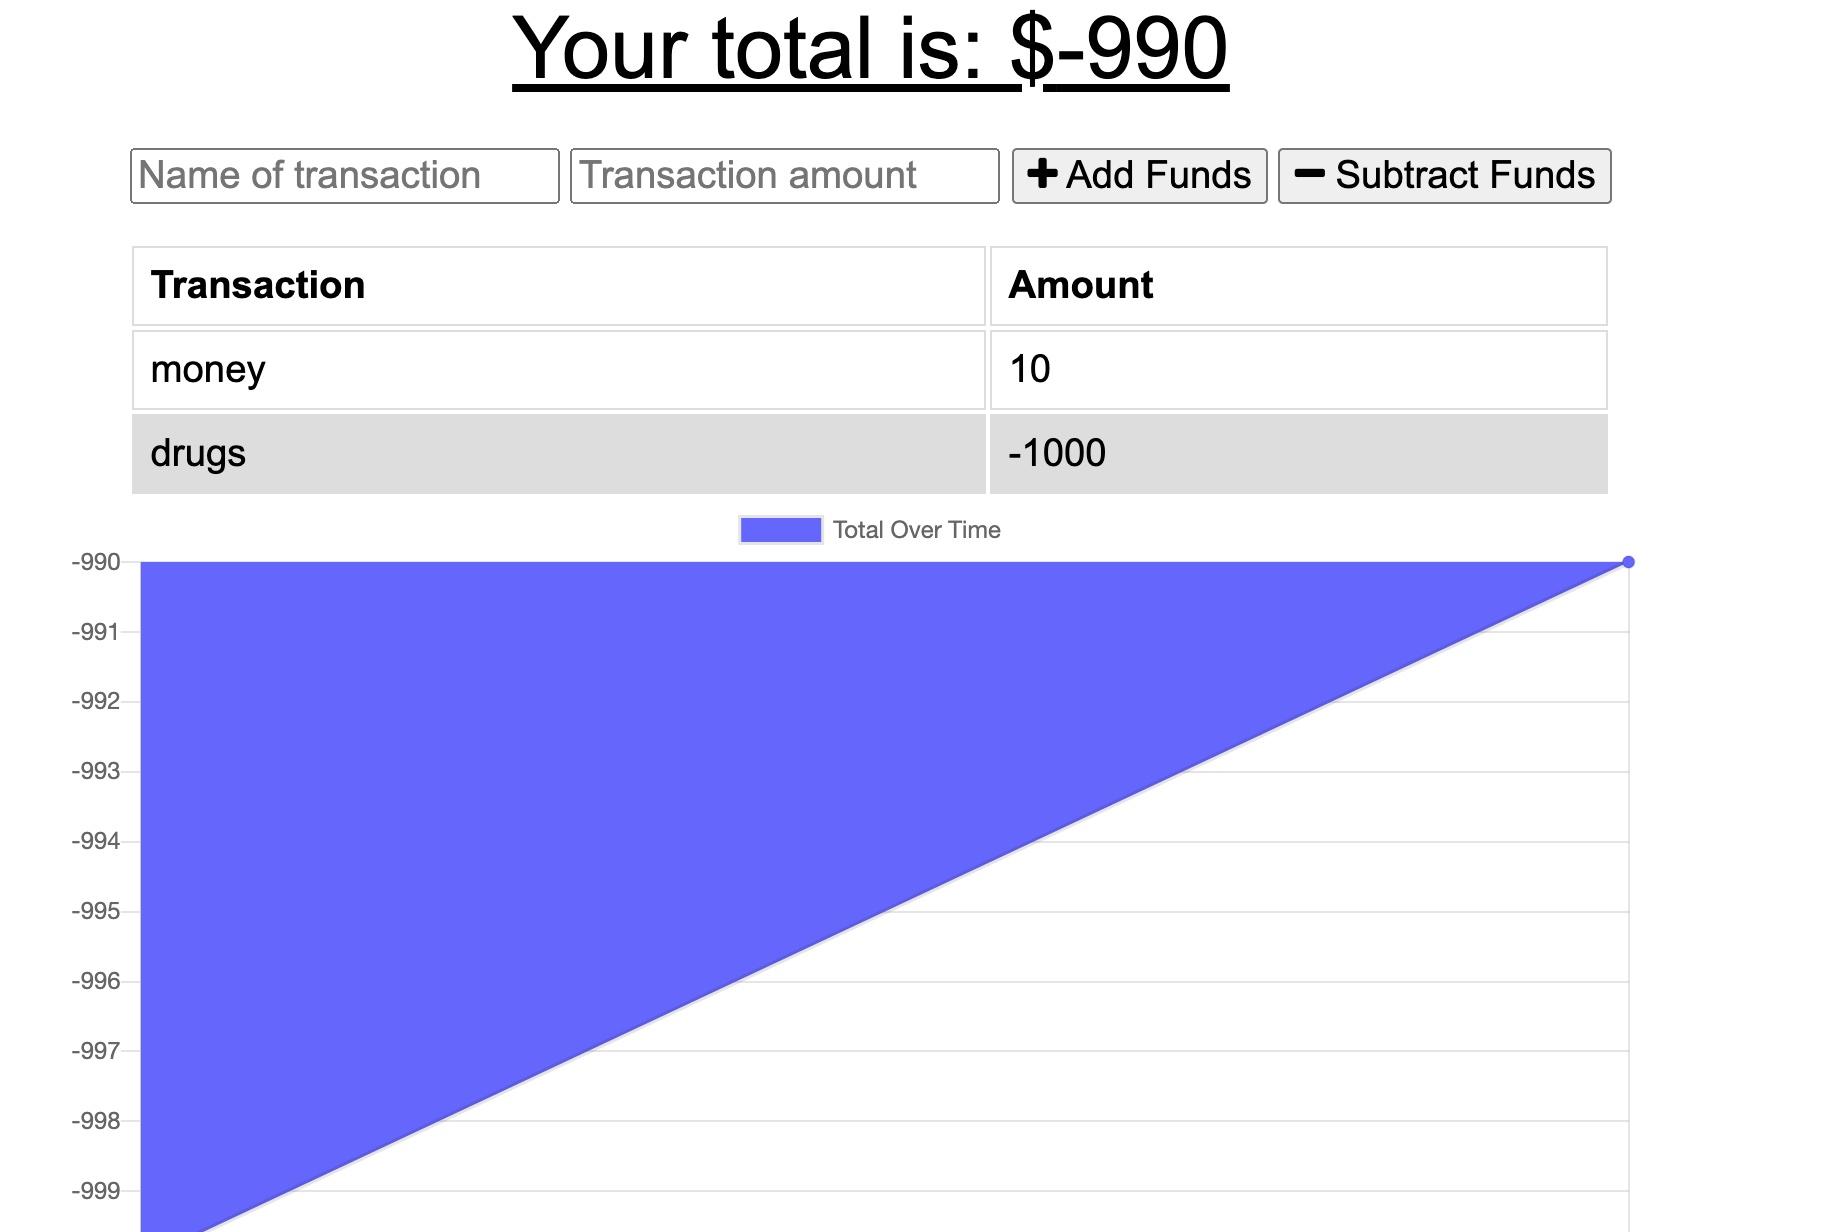 Your total is: $-990
Name of transaction Transaction amount Add Funds Subtract Funds
Transaction Amount
money 10
drugs -1000
Total Over Time
-990
-991
-992
-993
-994
-995
-996
-997
-998
-999